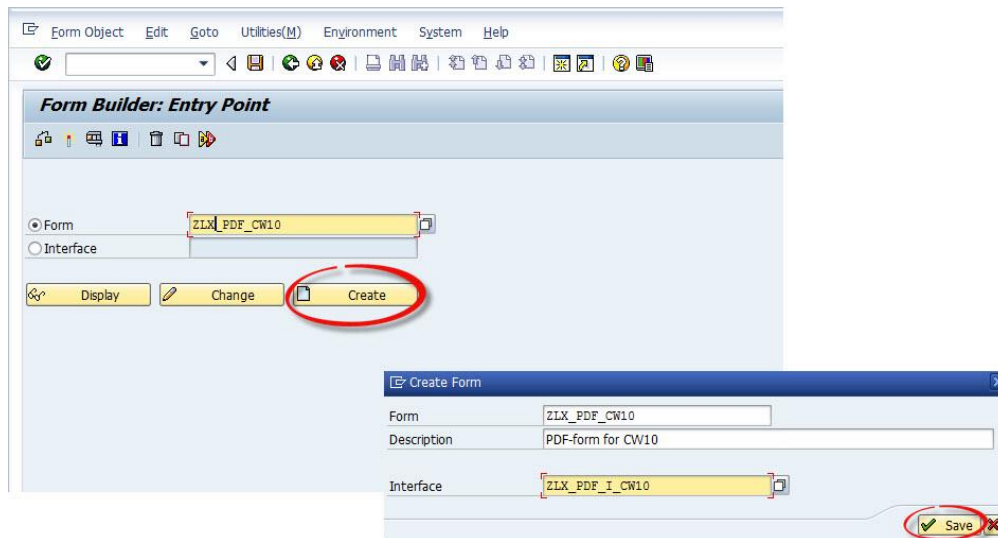 Form Object Edit Goto Utilities(M) Environment System Help
Form Builder: Entry Point
Form ZLX_PDF_CW10
Interface
Display Change Create
Create Form
Form ZLX_PDF_CW10
Description PDF-form for CW10
Interface ZLX_PDF_I_CW10
Save